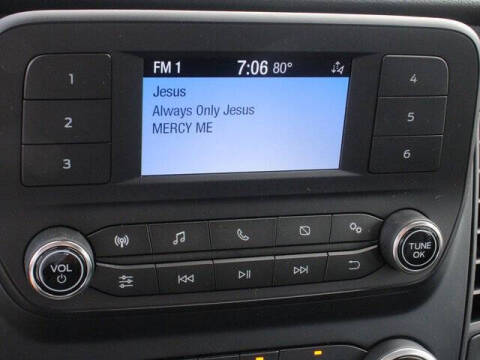 FM 1 7:06 80°
Jesus
Always Only Jesus
MERCY ME
1
2
3
4
5
6
VOL
TUNE
OK